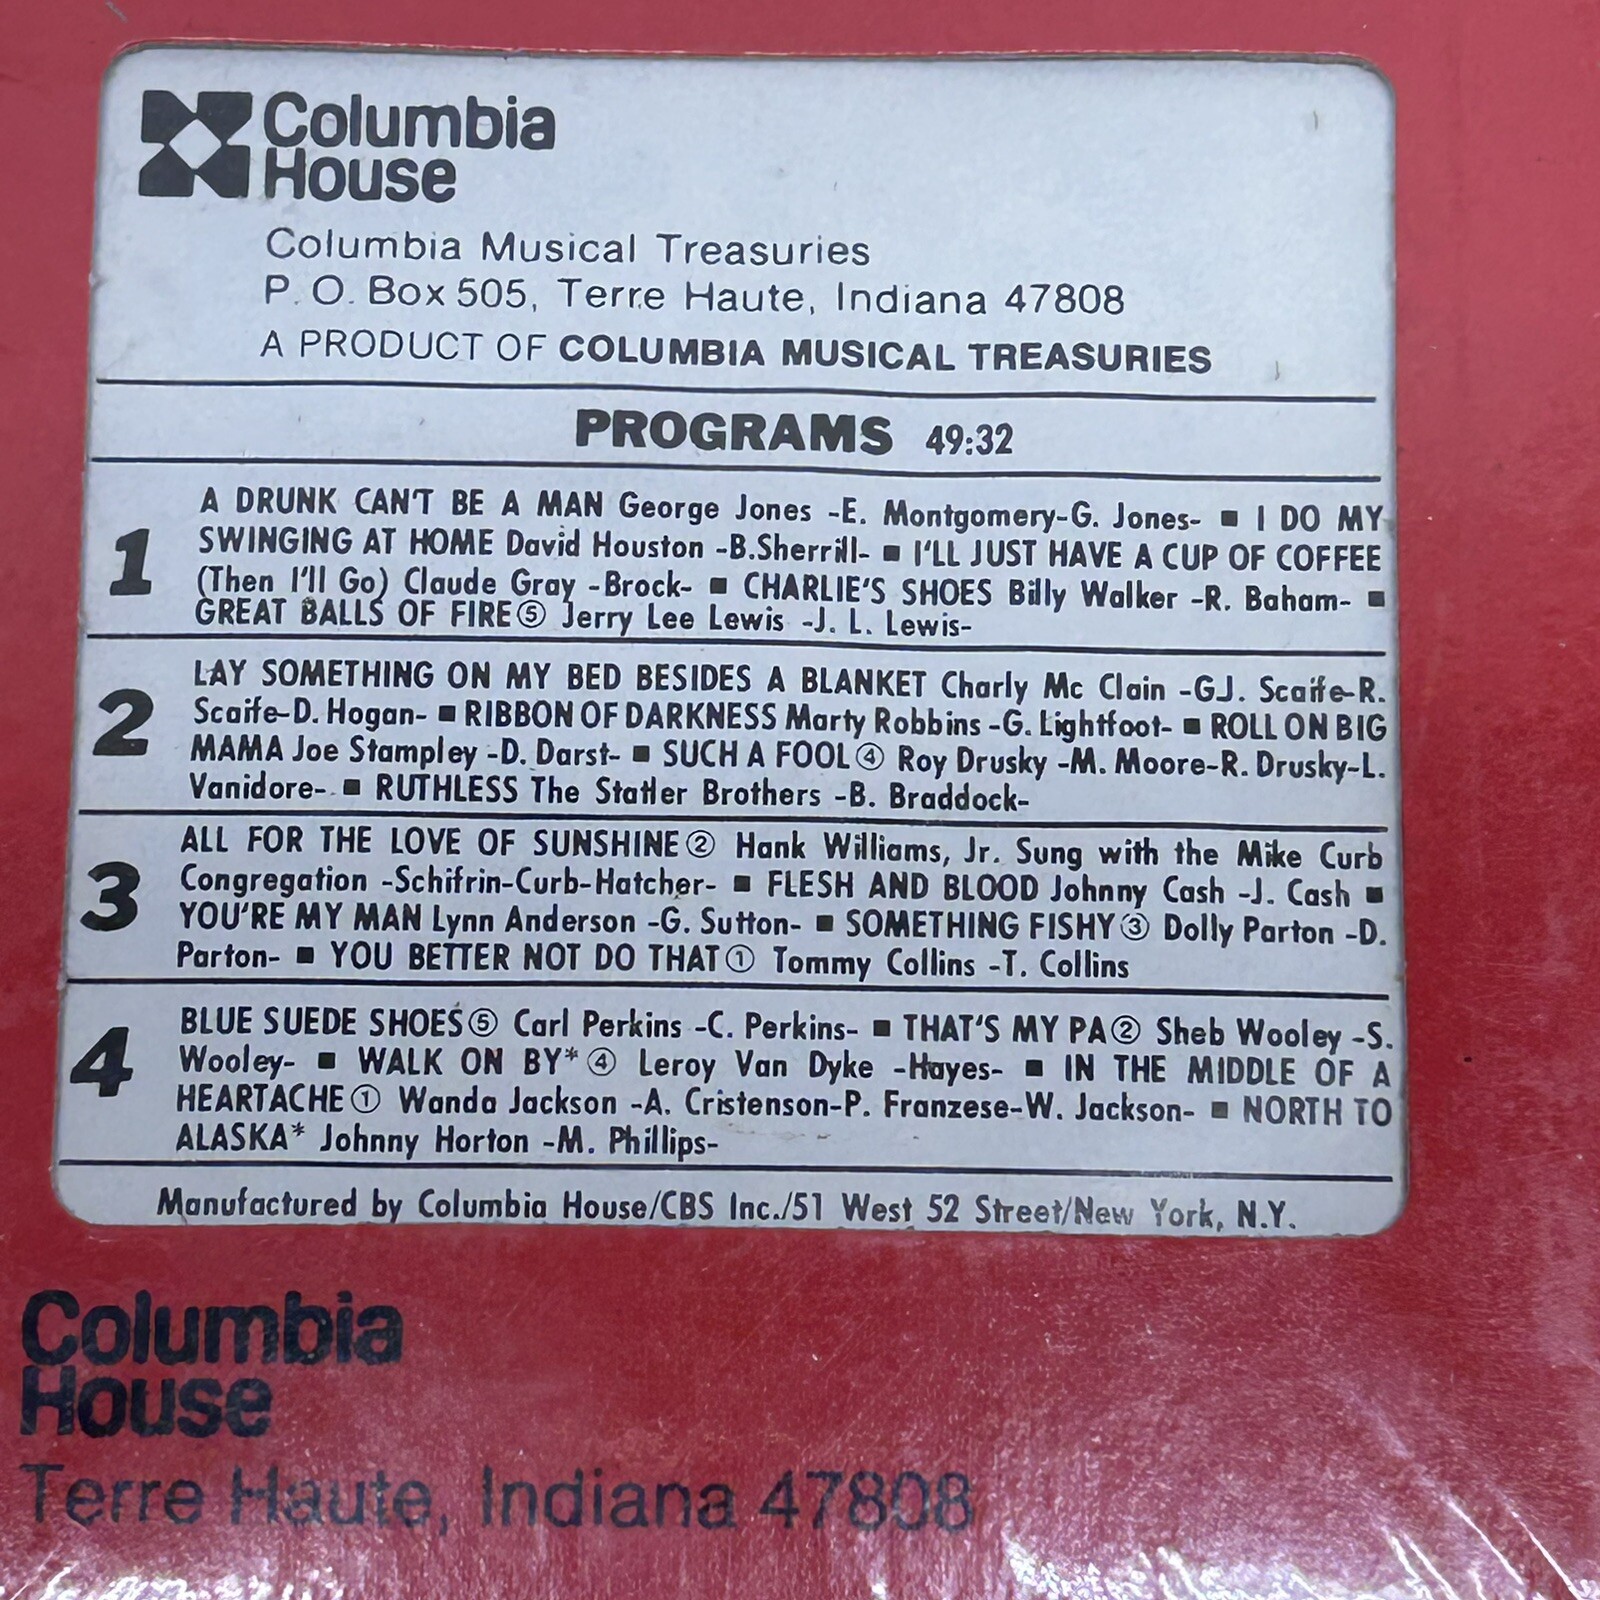 Columbia
House
Columbia Musical Treasuries
P.O. Box 505, Terre Haute, Indiana 47808
A PRODUCT OF COLUMBIA MUSICAL TREASURIES
PROGRAMS 49:32
1
A DRUNK CAN'T BE A MAN George Jones -E. Montgomery-G. Jones- ■ I DO MY
SWINGING AT HOME David Houston -B.Sherrill- ■ I'LL JUST HAVE A CUP OF COFFEE
(Then I'll Go) Claude Gray -Brock- ■ CHARLIE'S SHOES Billy Walker -R. Baham- ■
GREAT BALLS OF FIRE⑤ Jerry Lee Lewis -J. L. Lewis-
2
LAY SOMETHING ON MY BED BESIDES A BLANKET Charly Mc Clain -GJ. Scaife-R.
Scaife-D. Hogan- ■ RIBBON OF DARKNESS Marty Robbins -G. Lightfoot- ■ ROLL ON BIG
MAMA Joe Stampley -D. Darst- ■ SUCH A FOOL④ Roy Drusky -M. Moore-R. Drusky-L.
Vanidore- ■ RUTHLESS The Statler Brothers -B. Braddock-
3
ALL FOR THE LOVE OF SUNSHINE② Hank Williams, Jr. Sung with the Mike Curb
Congregation -Schifrin-Curb-Hatcher- ■ FLESH AND BLOOD Johnny Cash -J. Cash ■
YOU'RE MY MAN Lynn Anderson -G. Sutton- ■ SOMETHING FISHY③ Dolly Parton -D.
Parton- ■ YOU BETTER NOT DO THAT① Tommy Collins -T. Collins
4
BLUE SUEDE SHOES⑤ Carl Perkins -C. Perkins- ■ THAT'S MY PA② Sheb Wooley -S.
Wooley- ■ WALK ON BY*④ Leroy Van Dyke -Hayes- ■ IN THE MIDDLE OF A
HEARTACHE① Wanda Jackson -A. Cristenson-P. Franzese-W. Jackson- ■ NORTH TO
ALASKA* Johnny Horton -M. Phillips-
Manufactured by Columbia House/CBS Inc./51 West 52 Street/New York, N.Y.
Columbia
House
Terre Haute, Indiana 47808